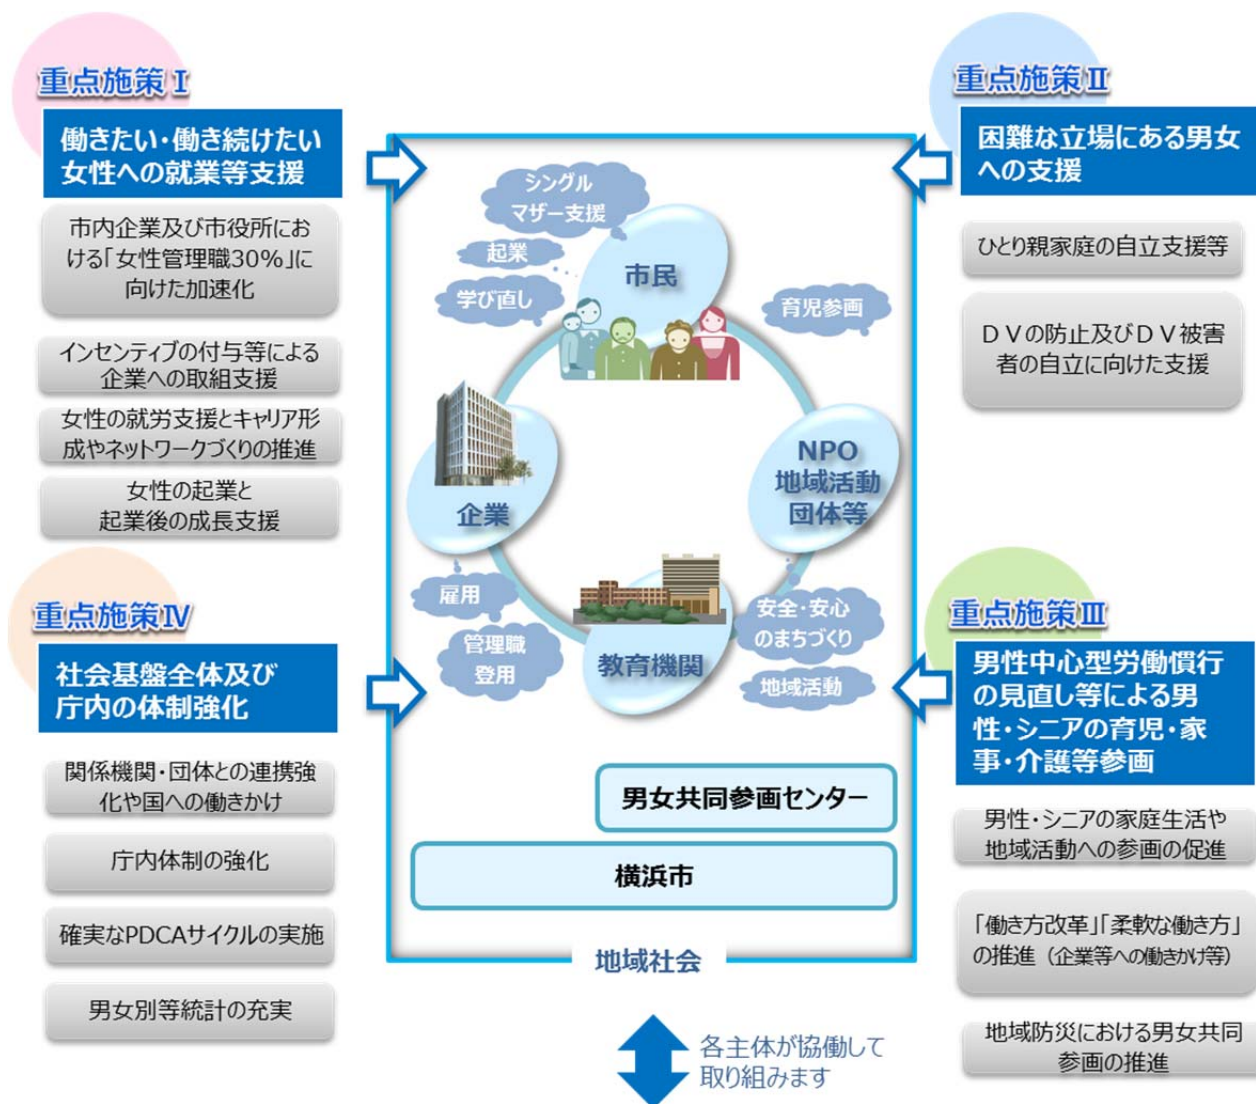 重点施策Ⅰ
働きたい・働き続けたい
女性への就業等支援
市内企業及び市役所にお
ける「女性管理職30%」に
向けた加速化
インセンティブの付与等による
企業への取組支援
女性の就労支援とキャリア形
成やネットワークづくりの推進
女性の起業と
起業後の成長支援
重点施策Ⅱ
困難な立場にある男女
への支援
ひとり親家庭の自立支援等
ＤＶの防止及びＤＶ被害
者の自立に向けた支援
シングル
マザー支援
起業
学び直し
市民
育児参画
企業
NPO
地域活動
団体等
雇用
管理職
登用
教育機関
安全・安心
のまちづくり
地域活動
男女共同参画センター
横浜市
地域社会
重点施策Ⅳ
社会基盤全体及び
庁内の体制強化
関係機関・団体との連携強
化や国への働きかけ
庁内体制の強化
確実なPDCAサイクルの実施
男女別等統計の充実
重点施策Ⅲ
男性中心型労働慣行
の見直し等による男
性・シニアの育児・家
事・介護等参画
男性・シニアの家庭生活や
地域活動への参画の促進
「働き方改革」「柔軟な働き方」
の推進（企業等への働きかけ等）
地域防災における男女共同
参画の推進
各主体が協働して
取り組みます